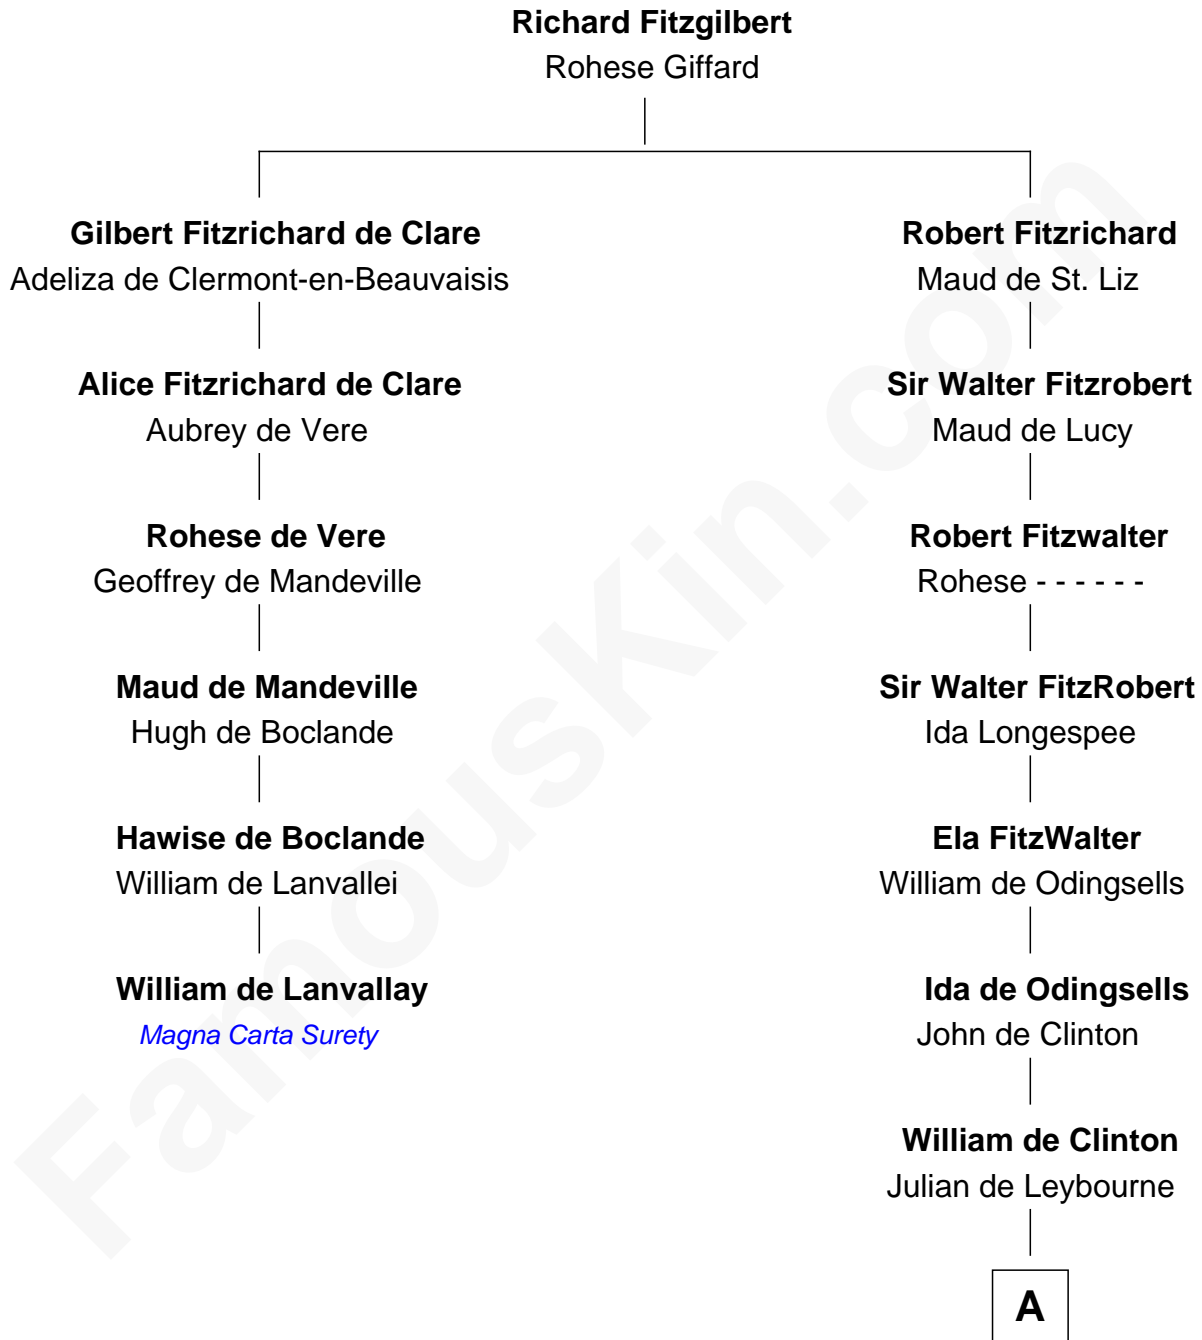 Richard Fitzgilbert
Rohese Giffard
Gilbert Fitzrichard de Clare
Adeliza de Clermont-en-Beauvaisis
Alice Fitzrichard de Clare
Aubrey de Vere
Rohese de Vere
Geoffrey de Mandeville
Maud de Mandeville
Hugh de Boclande
Hawise de Boclande
William de Lanvallei
William de Lanvallay
Magna Carta Surety
Robert Fitzrichard
Maud de St. Liz
Sir Walter Fitzrobert
Maud de Lucy
Robert Fitzwalter
Rohese - - - - - -
Sir Walter FitzRobert
Ida Longespee
Ela FitzWalter
William de Odingsells
Ida de Odingsells
John de Clinton
William de Clinton
Julian de Leybourne
A
FamousKin.com